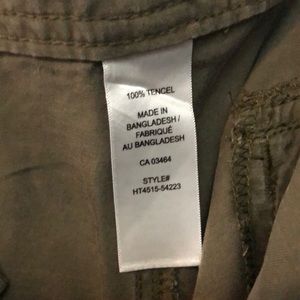 100% TENCEL
MADE IN
BANGLADESH /
FABRIQUÉ
AU BANGLADESH
CA 03464
STYLE#
HT4515-54223